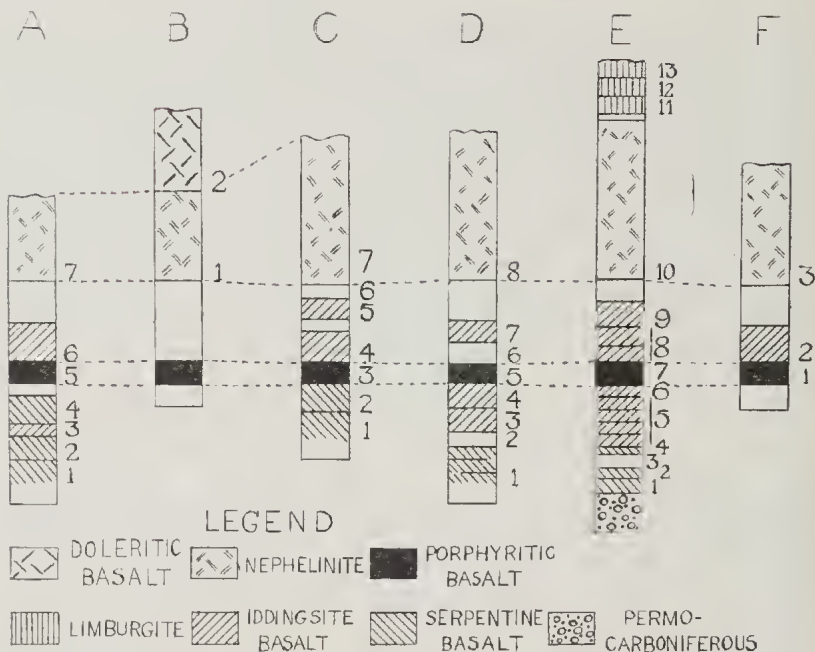 A B C D E F
7
6
5
4
3
2
1
2
1
7
6
5
4
3
2
1
8
7
6
5
4
3
2
1
13
12
11
10
9
8
7
6
5
4
3
2
1
3
2
1
LEGEND
DOLERITIC
BASALT
NEPHELINITE
PORPHYRITIC
BASALT
LIMBURGITE
IDDINGSITE
BASALT
SERPENTINE
BASALT
PERMO-
CARBONIFEROUS